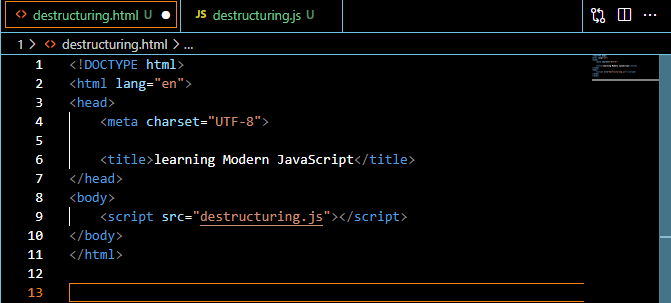 destructuring.html U
JS destructuring.js U
1 > destructuring.html > ...
1 <!DOCTYPE html>
2 <html lang="en">
3 <head>
4 <meta charset="UTF-8">
5
6 <title>learning Modern JavaScript</title>
7 </head>
8 <body>
9 <script src="destructuring.js"></script>
10 </body>
11 </html>
12
13